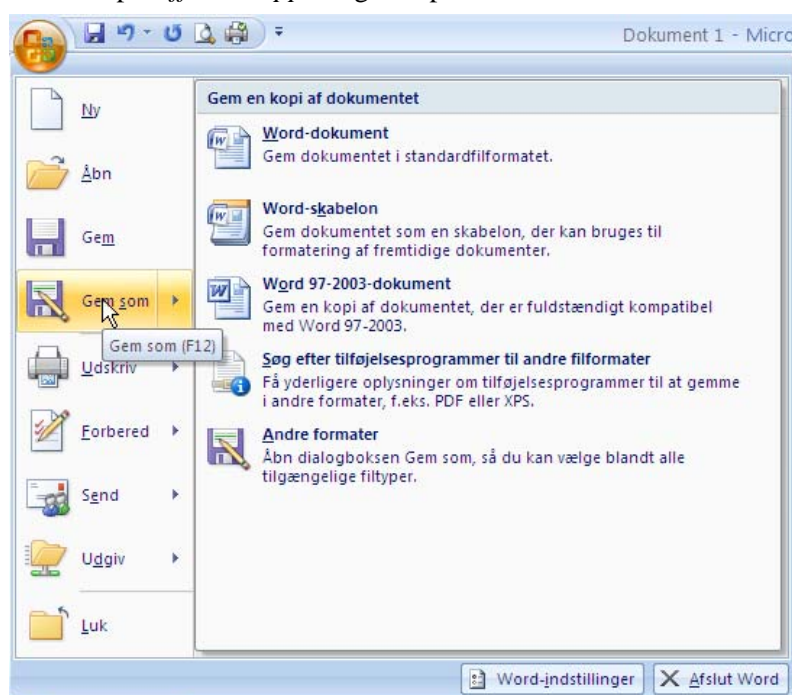 Dokument 1 - Micro
Ny
Åbn
Gem
Gem som
Gem som (F12)
Udskriv
Forbered
Send
Udgiv
Luk
Gem en kopi af dokumentet
Word-dokument
Gem dokumentet i standardfilformatet.
Word-skabelon
Gem dokumentet som en skabelon, der kan bruges til
formatering af fremtidige dokumenter.
Word 97-2003-dokument
Gem en kopi af dokumentet, der er fuldstændigt kompatibel
med Word 97-2003.
Søg efter tilføjelsesprogrammer til andre filformater
Få yderligere oplysninger om tilføjelsesprogrammer til at gemme
i andre formater, f.eks. PDF eller XPS.
Andre formater
Åbn dialogboksen Gem som, så du kan vælge blandt alle
tilgængelige filtyper.
Word-indstillinger
Afslut Word